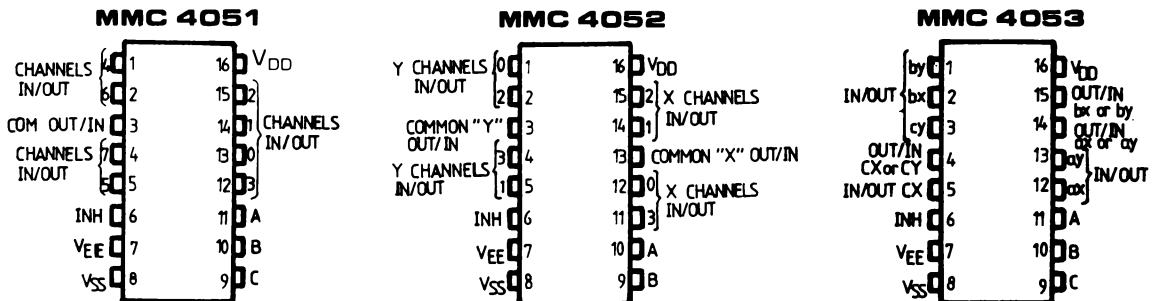 MMC 4051
CHANNELS
IN/OUT
4
6
COM OUT/IN
CHANNELS
IN/OUT
7
5
INH
VEE
VSS
1
2
3
4
5
6
7
8
16
15
14
13
12
11
10
9
VDD
2
1
0
3
CHANNELS
IN/OUT
A
B
C
MMC 4052
Y CHANNELS
IN/OUT
0
2
COMMON "Y"
OUT/IN
Y CHANNELS
IN/OUT
3
1
INH
VEE
VSS
1
2
3
4
5
6
7
8
16
15
14
13
12
11
10
9
VDD
2
1
X CHANNELS
IN/OUT
COMMON "X" OUT/IN
0
3
X CHANNELS
IN/OUT
A
B
MMC 4053
IN/OUT
by
bx
cy
OUT/IN
CX or CY
IN/OUT CX
INH
VEE
VSS
1
2
3
4
5
6
7
8
16
15
14
13
12
11
10
9
VDD
OUT/IN
bx or by
OUT/IN
ax or ay
ay
ax
IN/OUT
A
B
C